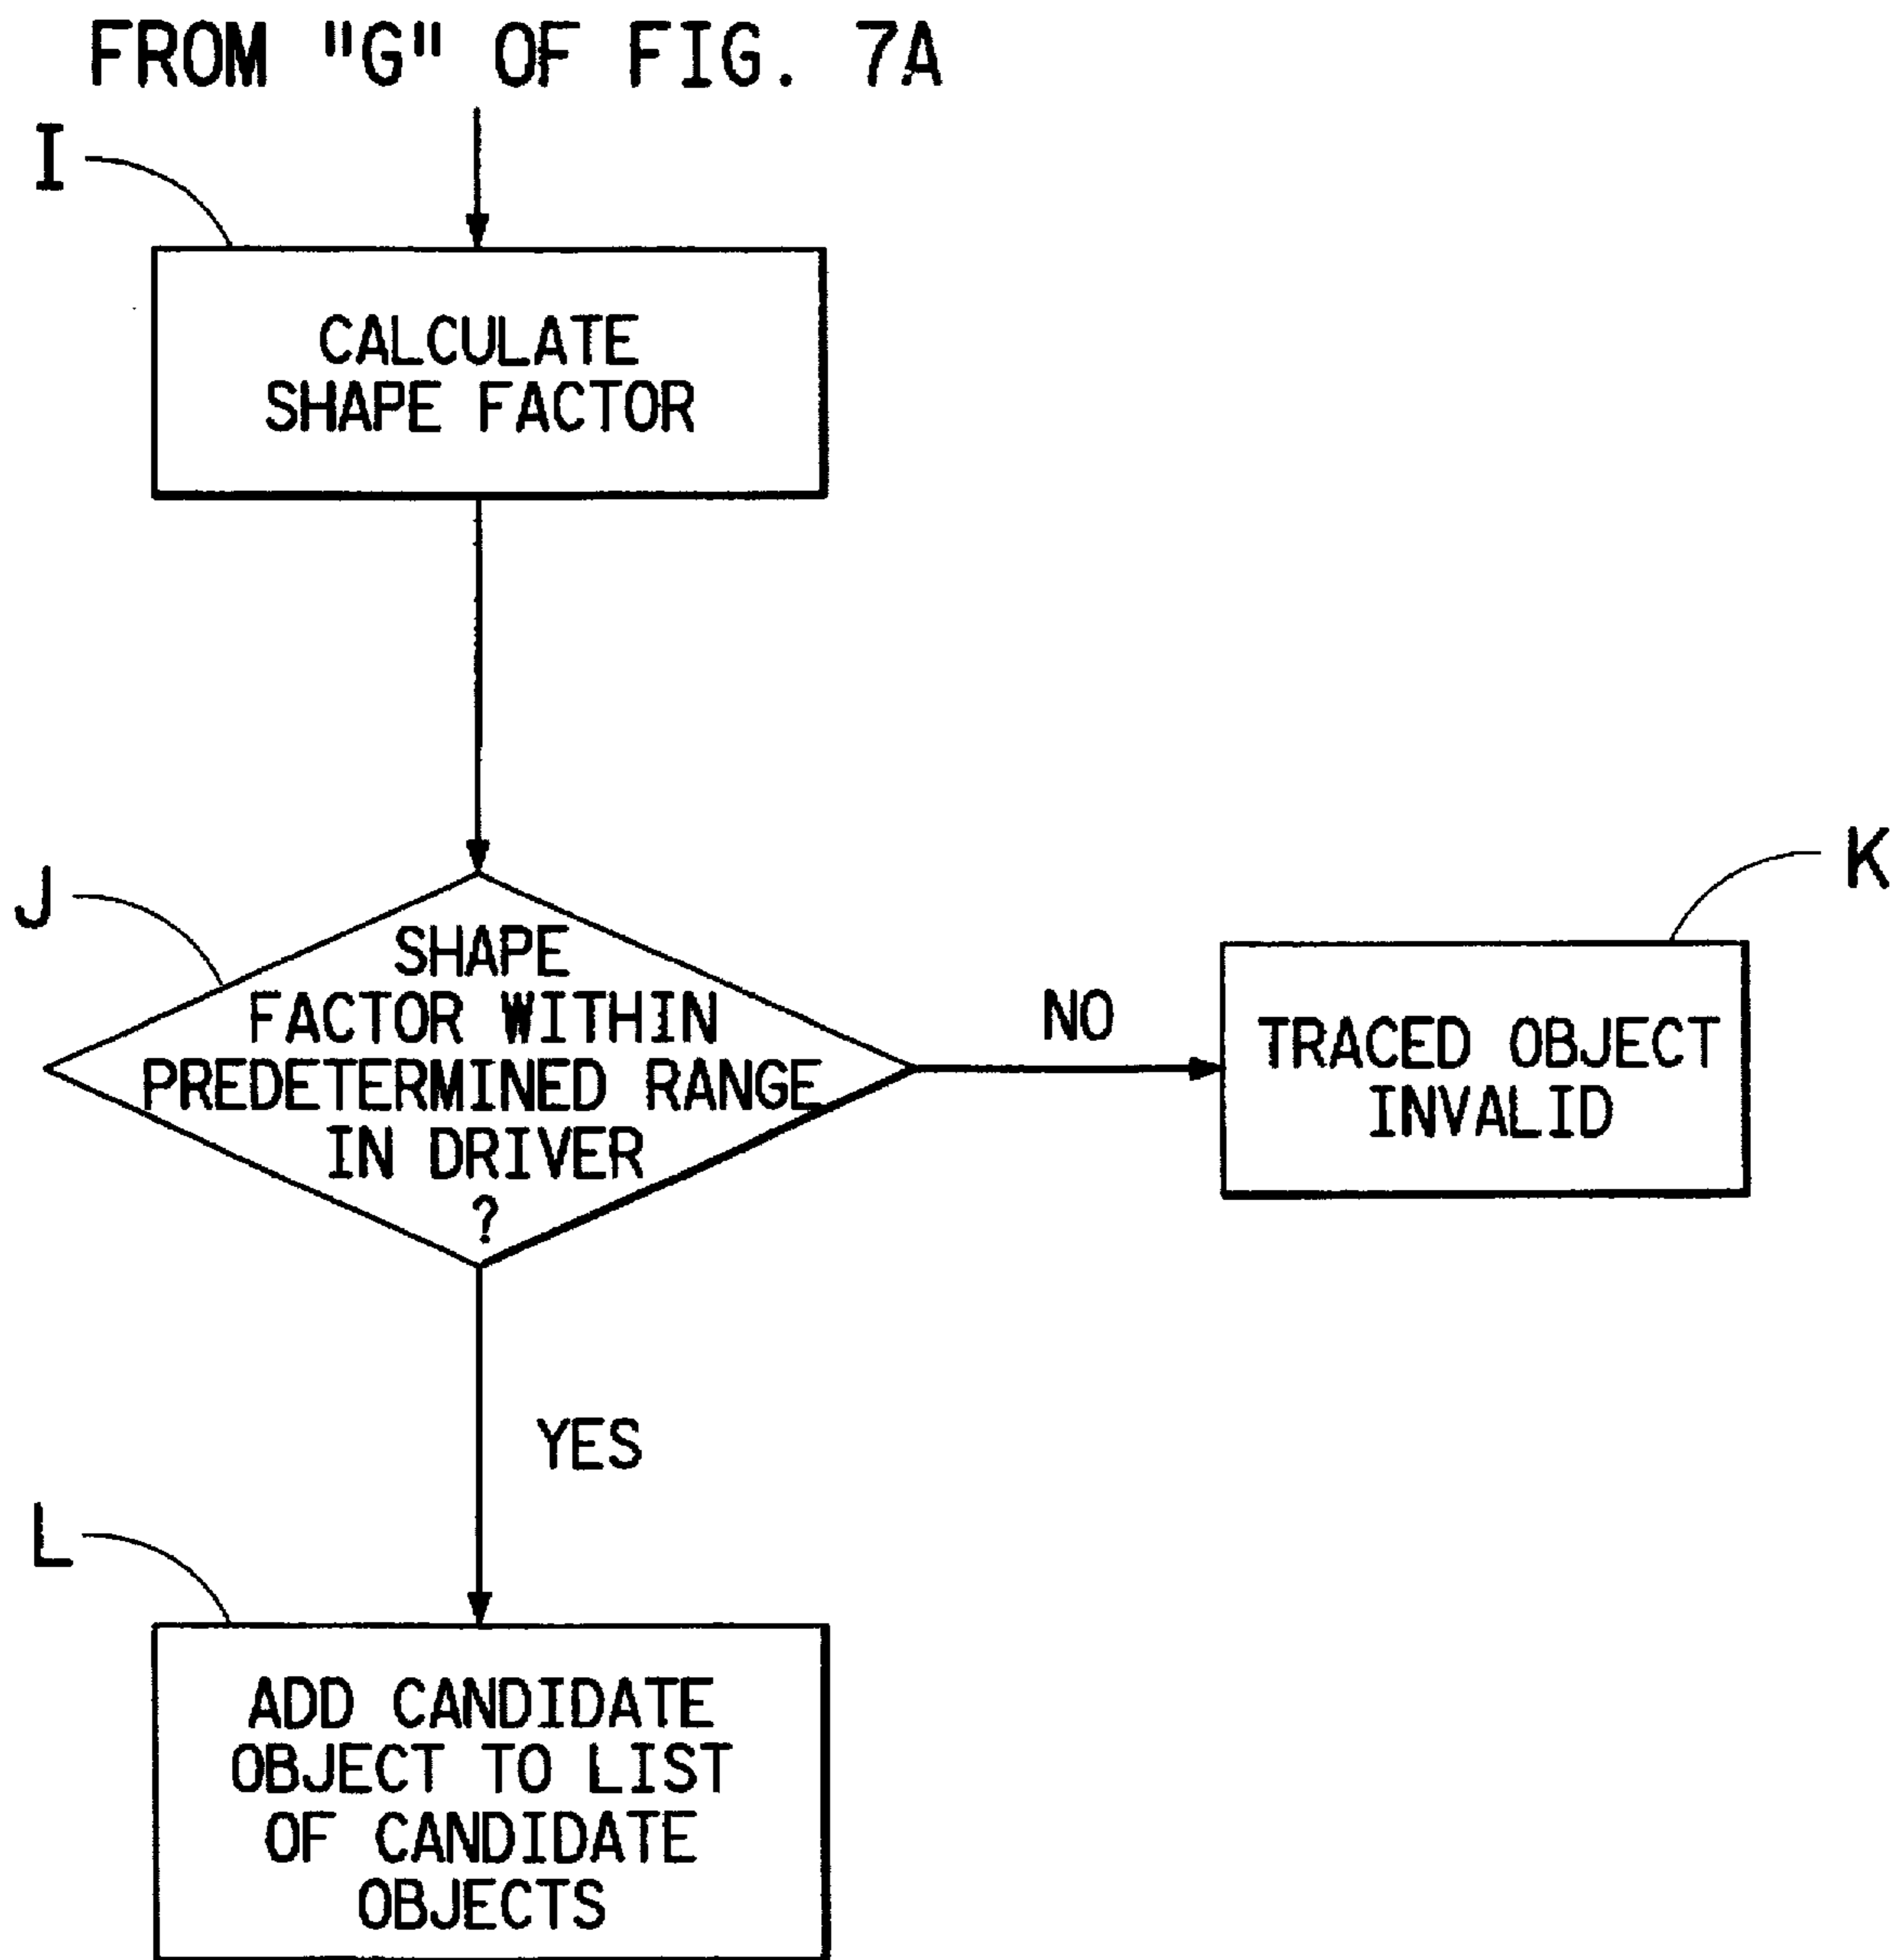 FROM "G" OF FIG. 7A
I
CALCULATE
SHAPE FACTOR
J
SHAPE
FACTOR WITHIN
PREDETERMINED RANGE
IN DRIVER
?
NO
K
TRACED OBJECT
INVALID
YES
L
ADD CANDIDATE
OBJECT TO LIST
OF CANDIDATE
OBJECTS